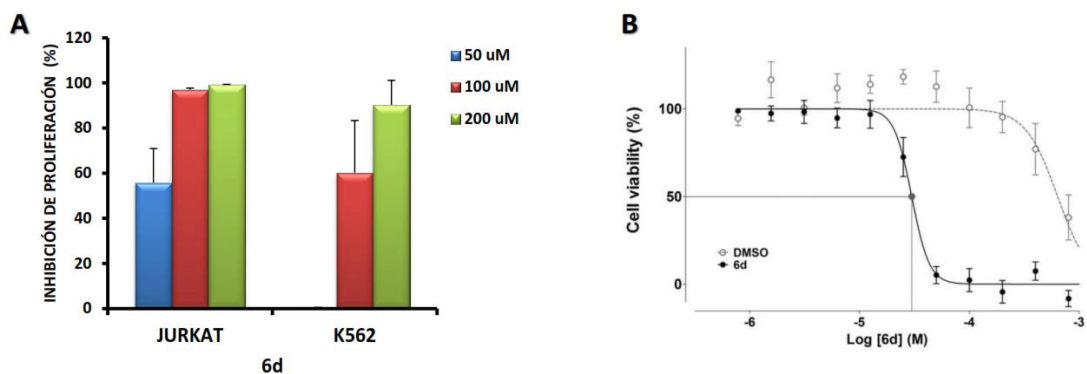 A
INHIBICIÓN DE PROLIFERACIÓN (%)
120
100
80
60
40
20
0
JURKAT
K562
6d
50 uM
100 uM
200 uM
B
Cell viability (%)
100
50
0
DMSO
6d
-6
-5
-4
-3
Log [6d] (M)